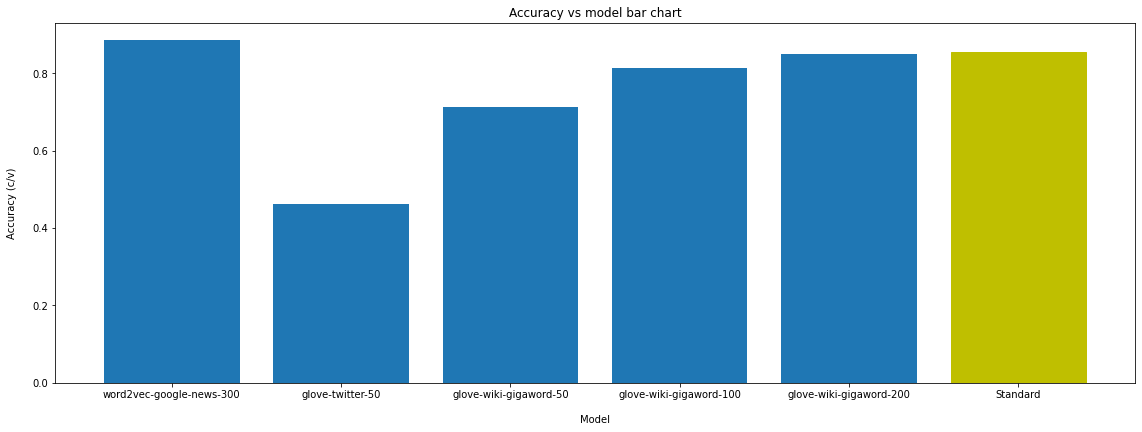 Accuracy vs model bar chart
Accuracy (c/v)
0.8
0.6
0.4
0.2
0.0
word2vec-google-news-300 glove-twitter-50 glove-wiki-gigaword-50 glove-wiki-gigaword-100 glove-wiki-gigaword-200 Standard
Model